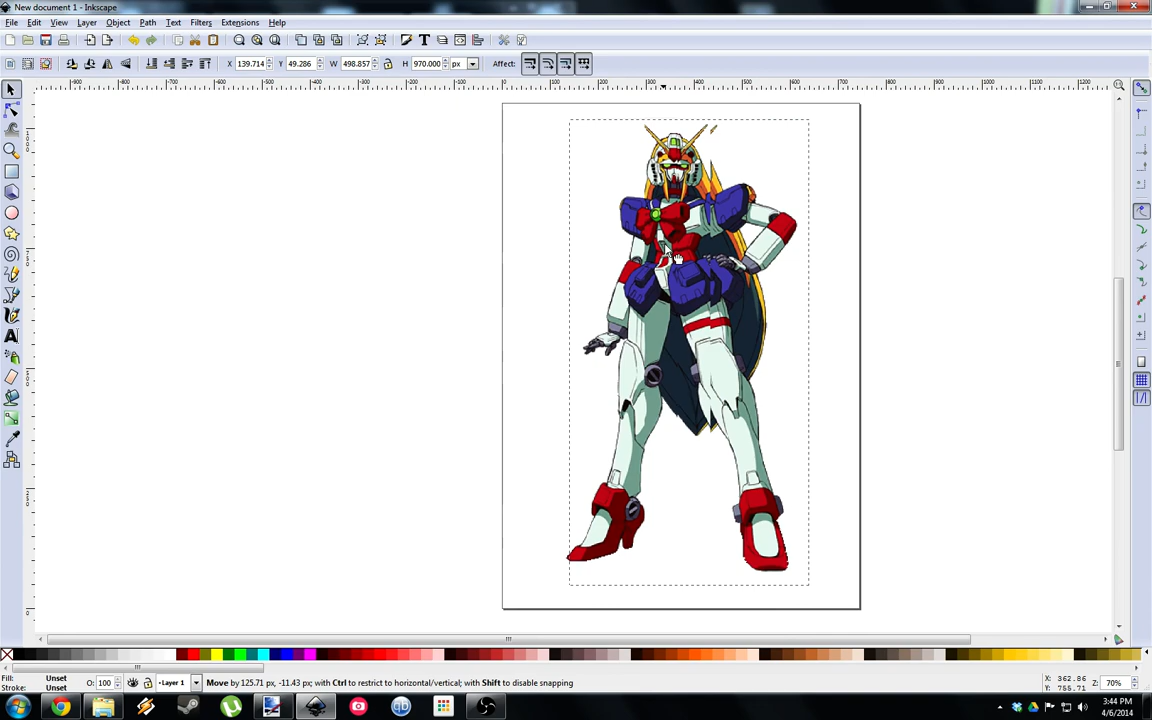 New document 1 - Inkscape
File Edit View Layer Object Path Text Filters Extensions Help
X 139.714 Y 49.286 W 498.857 H 970.000 px Affect:
Fill: Unset
Stroke: Unset
O: 100
Layer 1
Move by 125.71 px, -11.43 px; with Ctrl to restrict to horizontal/vertical; with Shift to disable snapping
X: 362.86
Y: 755.71
Z: 70%
3:44 PM
4/6/2014